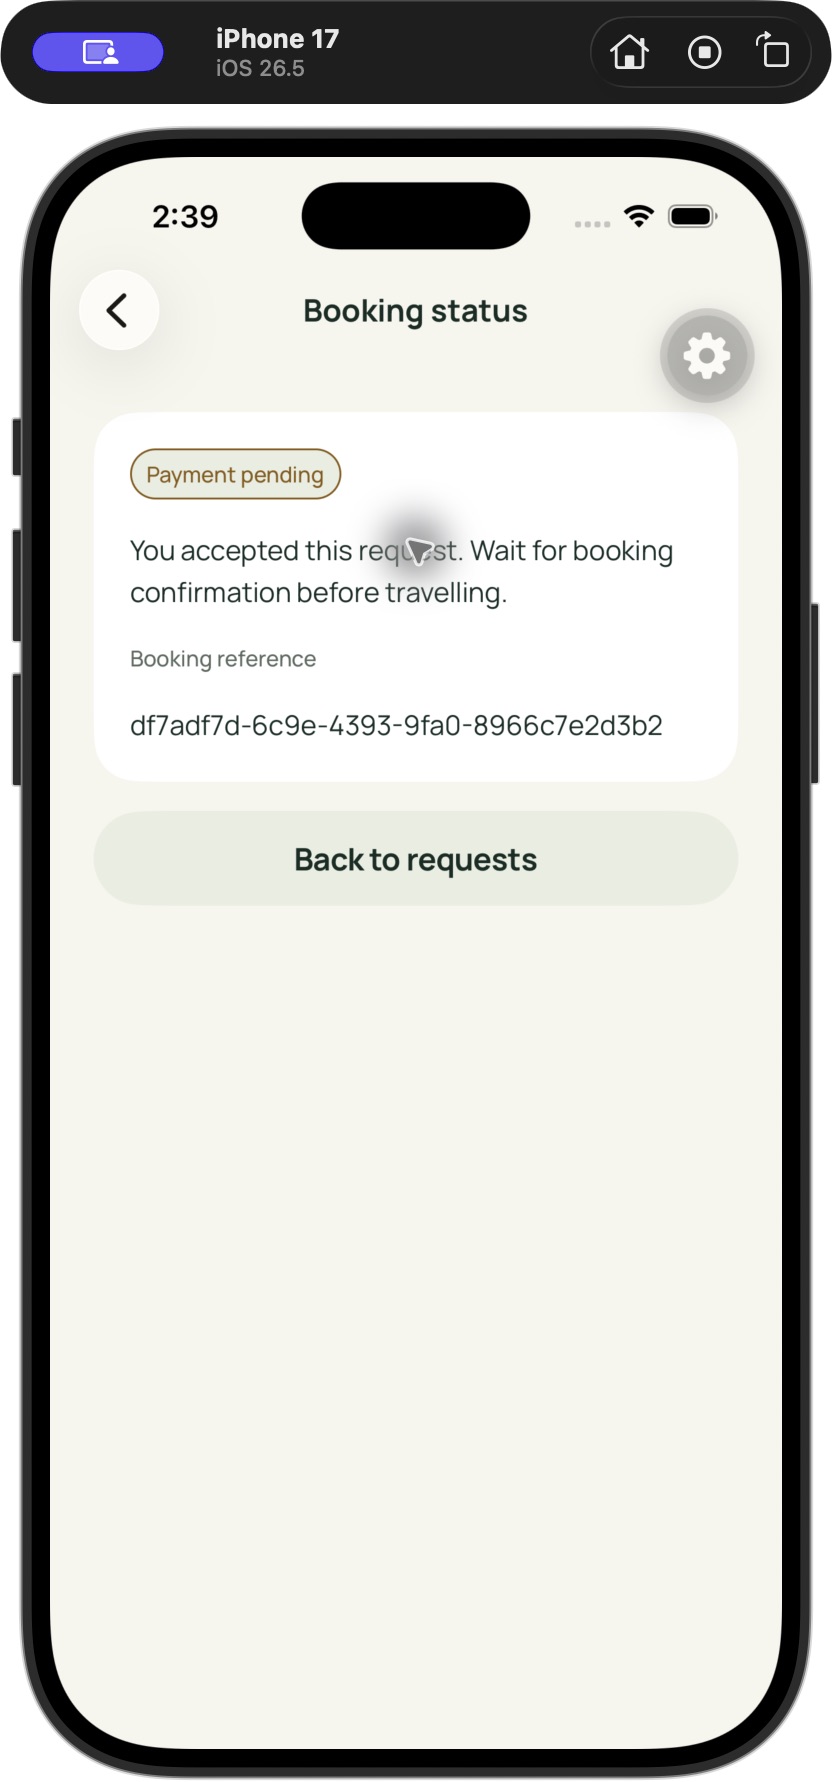 iPhone 17
iOS 26.5
2:39
Booking status
Payment pending
You accepted this request. Wait for booking
confirmation before travelling.
Booking reference
df7adf7d-6c9e-4393-9fa0-8966c7e2d3b2
Back to requests